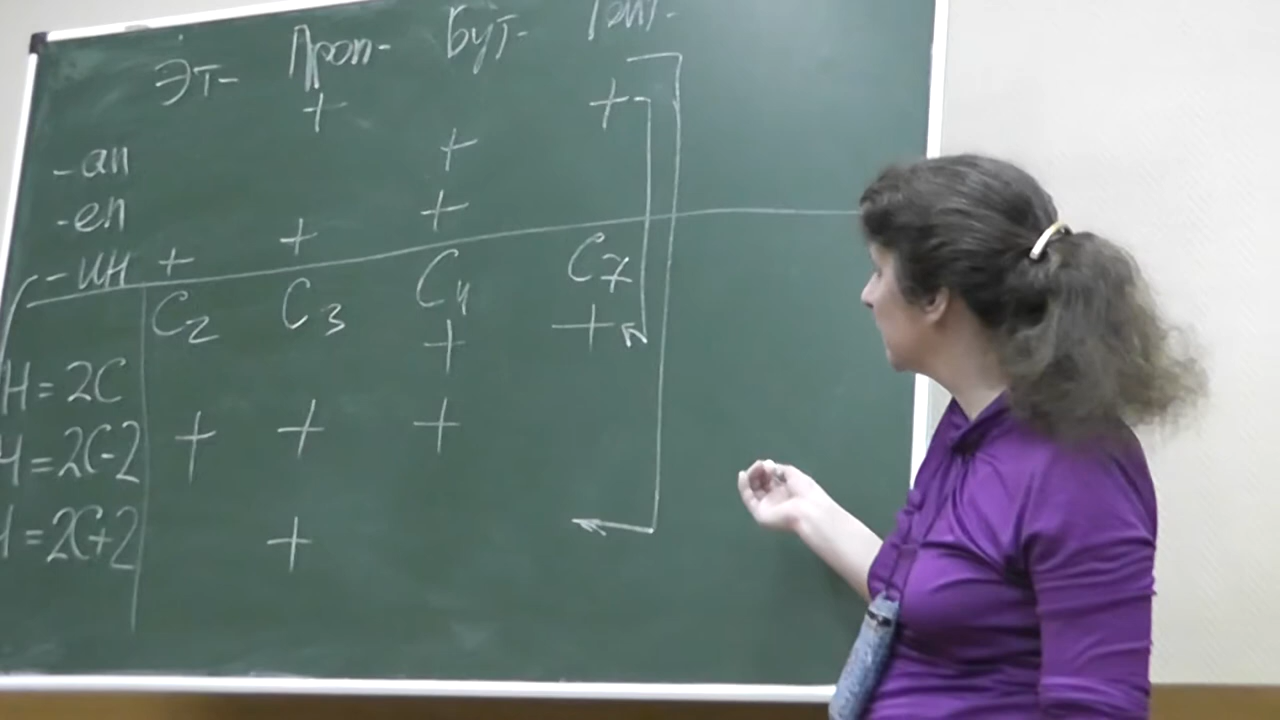 Эт- Проп- Бут- Гепт-
+ +
-ан +
-ен +
-ин + +
C2 C3 C4 C7
H=2C + +
H=2C-2 + + +
H=2C+2 +